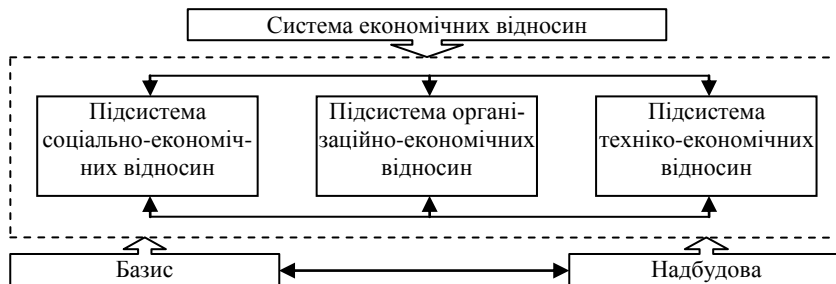 Система економічних відносин
Підсистема
соціально-економіч-
них відносин
Підсистема органі-
заційно-економічних
відносин
Підсистема
техніко-економічних
відносин
Базис
Надбудова